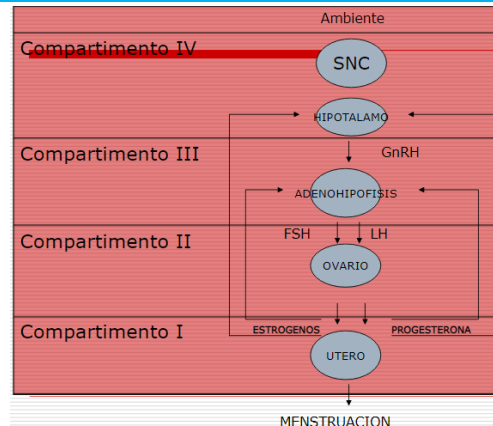 Ambiente
Compartimento IV
SNC
HIPOTALAMO
Compartimento III
GnRH
ADENOHIPOFISIS
Compartimento II
FSH
LH
OVARIO
Compartimento I
ESTROGENOS
PROGESTERONA
UTERO
MENSTRUACION